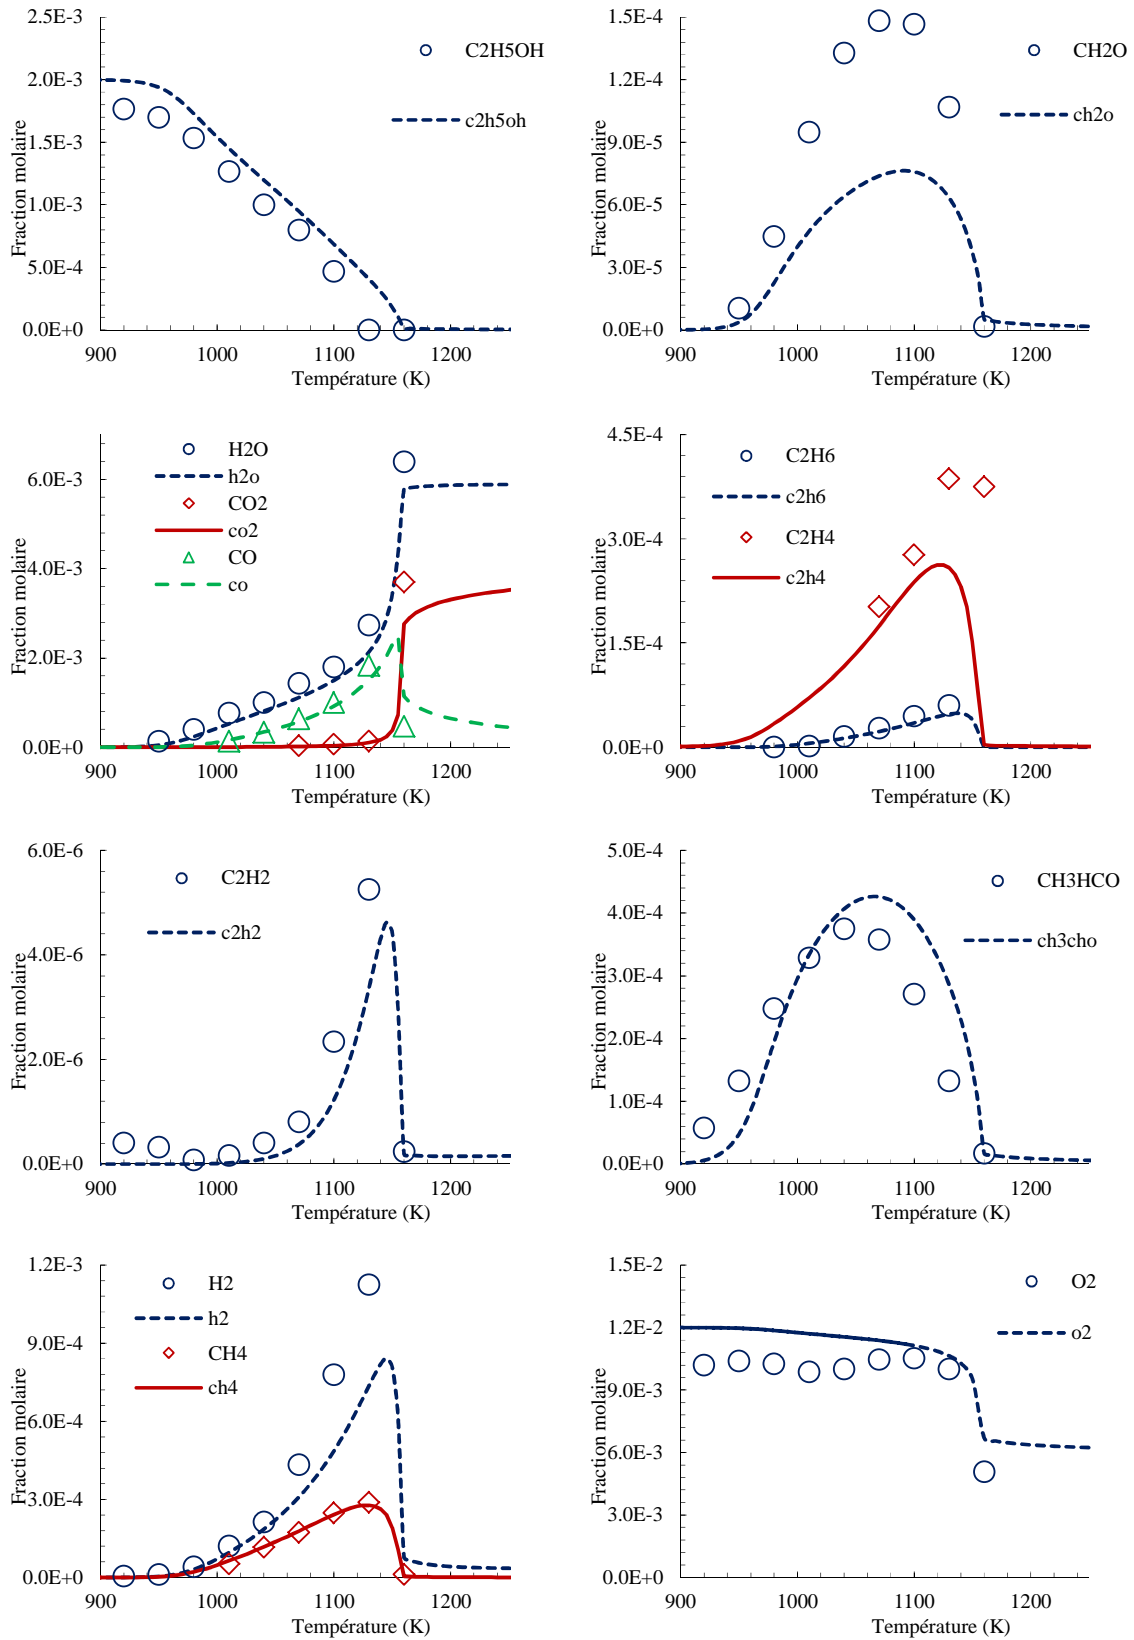 2.5E-3
2.0E-3
1.5E-3
1.0E-3
5.0E-4
0.0E+0
900 1000 1100 1200
Fraction molaire
Température (K)
C2H5OH
c2h5oh
1.5E-4
1.2E-4
9.0E-5
6.0E-5
3.0E-5
0.0E+0
900 1000 1100 1200
Fraction molaire
Température (K)
CH2O
ch2o
6.0E-3
4.0E-3
2.0E-3
0.0E+0
900 1000 1100 1200
Fraction molaire
Température (K)
H2O
h2o
CO2
co2
CO
co
4.5E-4
3.0E-4
1.5E-4
0.0E+0
900 1000 1100 1200
Fraction molaire
Température (K)
C2H6
c2h6
C2H4
c2h4
6.0E-6
4.0E-6
2.0E-6
0.0E+0
900 1000 1100 1200
Fraction molaire
Température (K)
C2H2
c2h2
5.0E-4
4.0E-4
3.0E-4
2.0E-4
1.0E-4
0.0E+0
900 1000 1100 1200
Fraction molaire
Température (K)
CH3HCO
ch3cho
1.2E-3
9.0E-4
6.0E-4
3.0E-4
0.0E+0
900 1000 1100 1200
Fraction molaire
Température (K)
H2
h2
CH4
ch4
1.5E-2
1.2E-2
9.0E-3
6.0E-3
3.0E-3
0.0E+0
900 1000 1100 1200
Fraction molaire
Température (K)
O2
o2